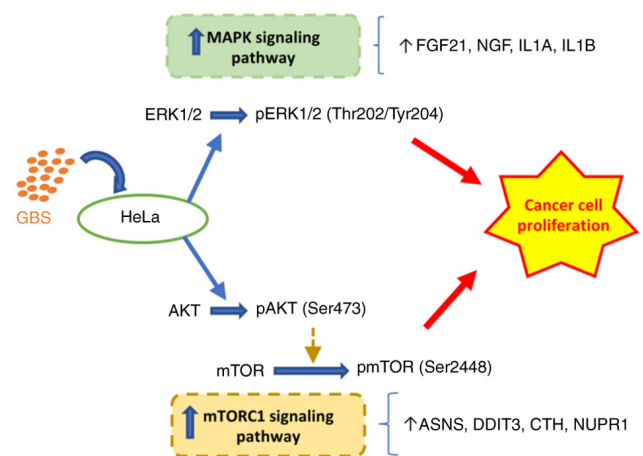 MAPK signaling
pathway
↑ FGF21, NGF, IL1A, IL1B
ERK1/2 pERK1/2 (Thr202/Tyr204)
GBS
HeLa
Cancer cell
proliferation
AKT pAKT (Ser473)
mTOR pmTOR (Ser2448)
mTORC1 signaling
pathway
↑ASNS, DDIT3, CTH, NUPR1